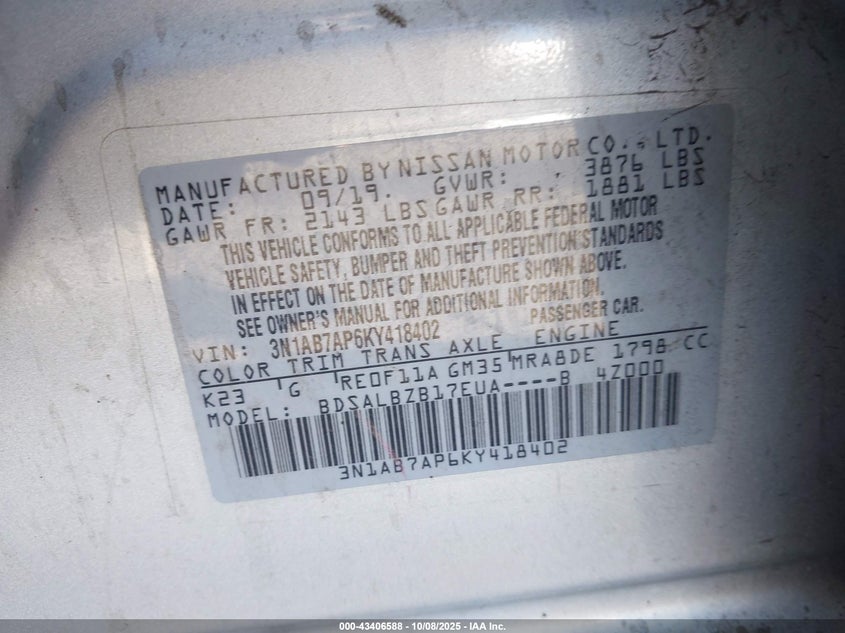 MANUFACTURED BY NISSAN MOTOR CO., LTD.
DATE: 09/19. GVWR: 3876 LBS
GAWR FR: 2143 LBS GAWR RR: 1881 LBS
THIS VEHICLE CONFORMS TO ALL APPLICABLE FEDERAL MOTOR
VEHICLE SAFETY, BUMPER AND THEFT PREVENTION STANDARDS
IN EFFECT ON THE DATE OF MANUFACTURE SHOWN ABOVE.
SEE OWNER'S MANUAL FOR ADDITIONAL INFORMATION.
VIN: 3N1AB7AP6KY418402 PASSENGER CAR.
COLOR TRIM TRANS AXLE ENGINE
K23 G RE0F11A GM35 MRA8DE 1798 CC
MODEL: BDSALBZB17EUA----B 4Z000
3N1AB7AP6KY418402
000-43406588 - 10/08/2025 - IAA Inc.